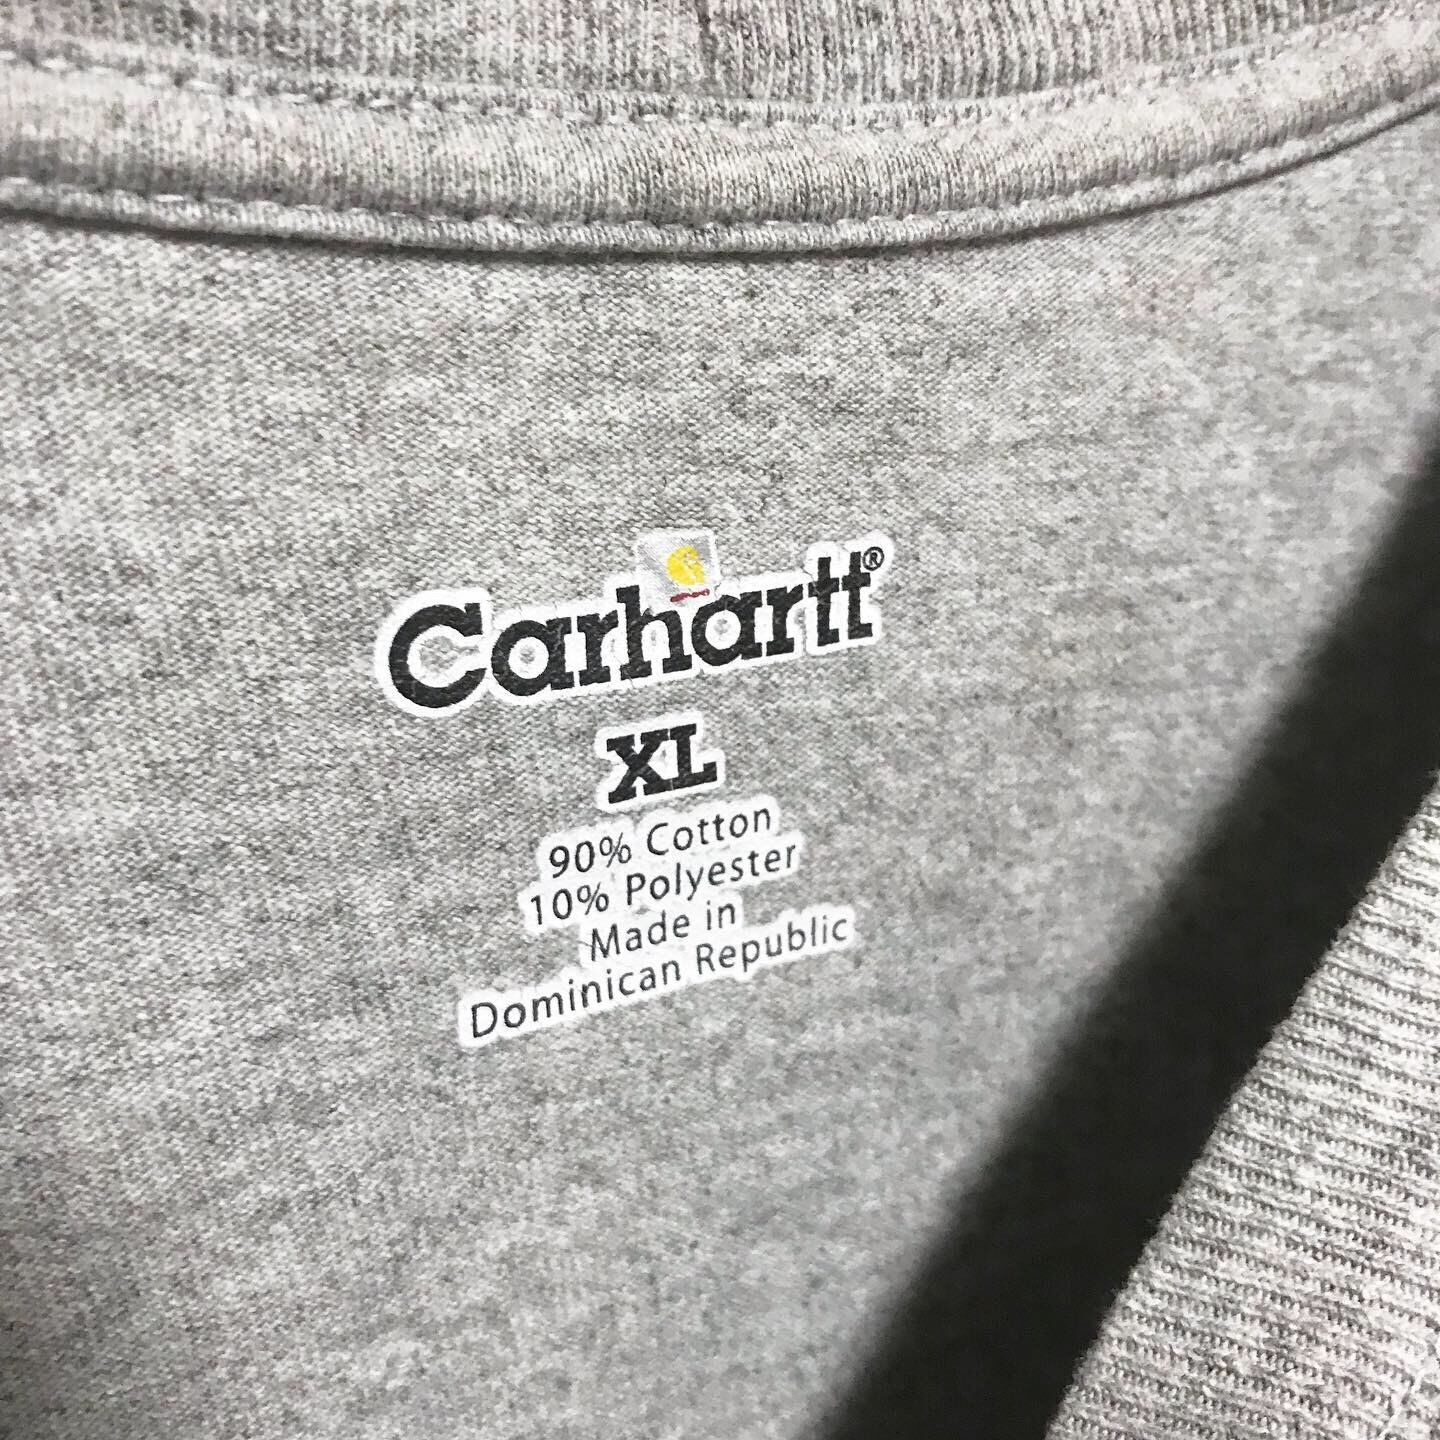 Carhartt®
XL
90% Cotton
10% Polyester
Made in
Dominican Republic